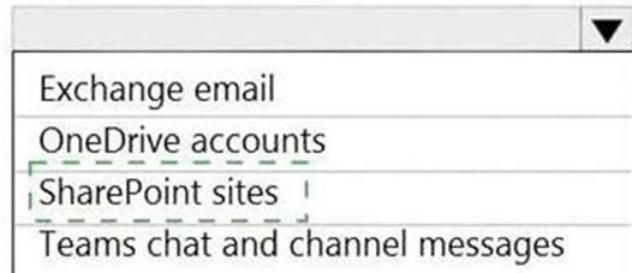 Exchange email
OneDrive accounts
SharePoint sites
Teams chat and channel messages